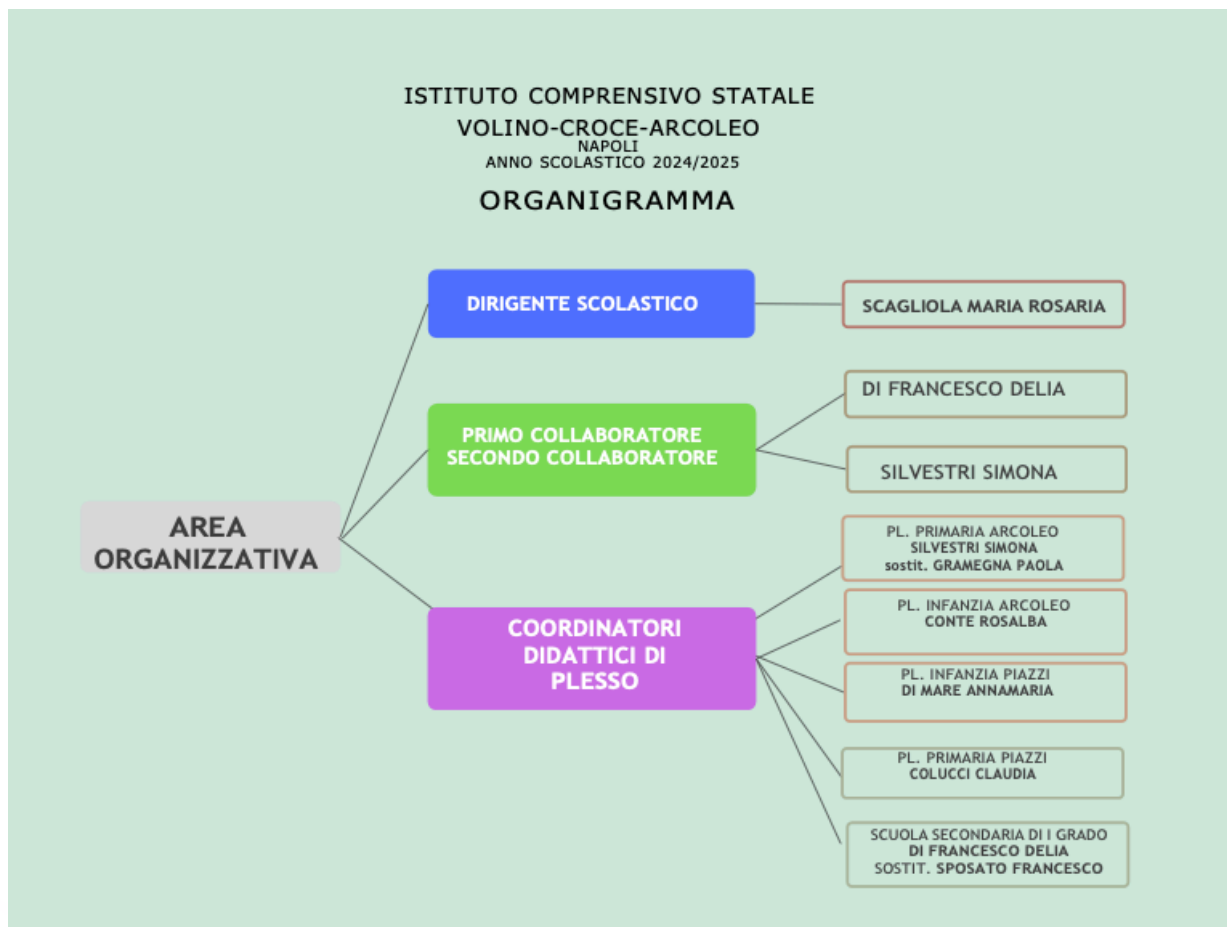 ISTITUTO COMPRENSIVO STATALE
VOLINO-CROCE-ARCOLEO
NAPOLI
ANNO SCOLASTICO 2024/2025
ORGANIGRAMMA
AREA
ORGANIZZATIVA
DIRIGENTE SCOLASTICO
SCAGLIOLA MARIA ROSARIA
PRIMO COLLABORATORE
SECONDO COLLABORATORE
DI FRANCESCO DELIA
SILVESTRI SIMONA
COORDINATORI
DIDATTICI DI
PLESSO
PL. PRIMARIA ARCOLEO
SILVESTRI SIMONA
sostit. GRAMEGNA PAOLA
PL. INFANZIA ARCOLEO
CONTE ROSALBA
PL. INFANZIA PIAZZI
DI MARE ANNAMARIA
PL. PRIMARIA PIAZZI
COLUCCI CLAUDIA
SCUOLA SECONDARIA DI I GRADO
DI FRANCESCO DELIA
SOSTIT. SPOSATO FRANCESCO